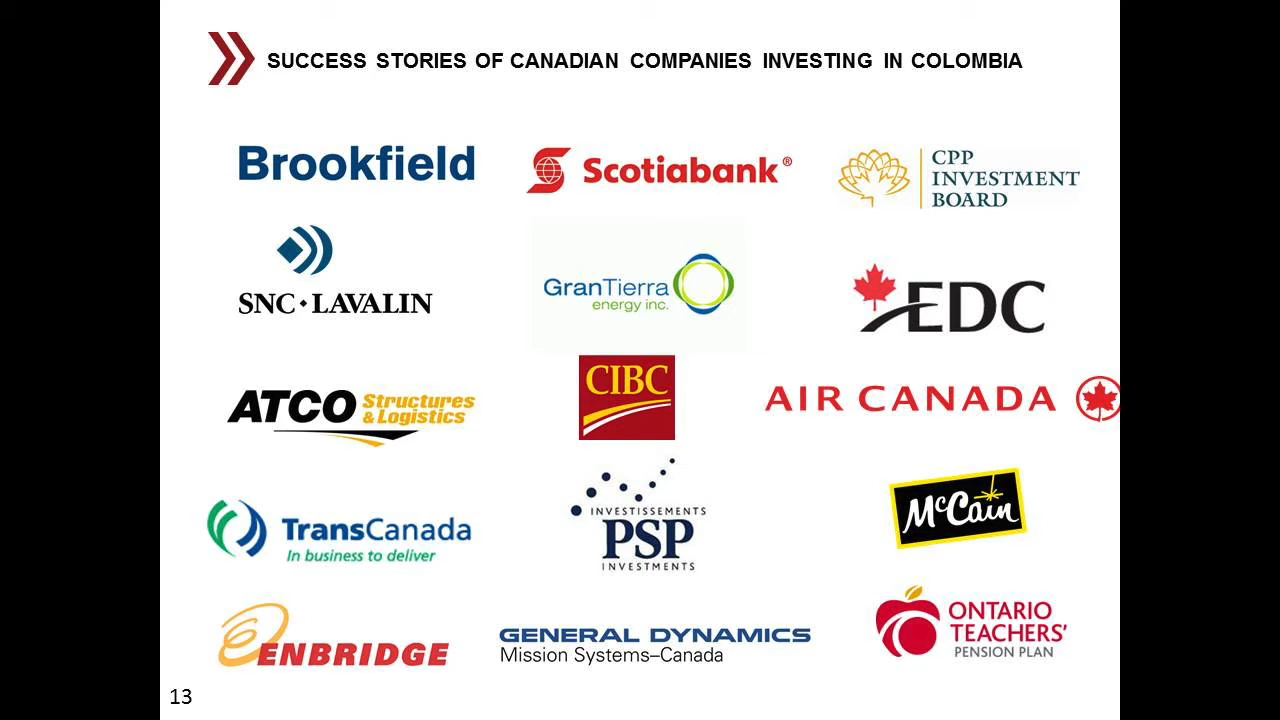 SUCCESS STORIES OF CANADIAN COMPANIES INVESTING IN COLOMBIA
Brookfield
Scotiabank®
CPP
INVESTMENT
BOARD
SNC·LAVALIN
GranTierra
energy inc.
EDC
ATCO Structures
& Logistics
CIBC
AIR CANADA
TransCanada
In business to deliver
INVESTISSEMENTS
PSP
INVESTMENTS
McCain
ENBRIDGE
GENERAL DYNAMICS
Mission Systems–Canada
ONTARIO
TEACHERS'
PENSION PLAN
13